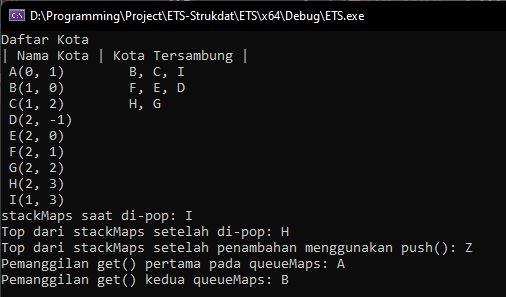 D:\Programming\Project\ETS-Strukdat\ETS\x64\Debug\ETS.exe
Daftar Kota
| Nama Kota | Kota Tersambung |
A(0, 1)        B, C, I
B(1, 0)        F, E, D
C(1, 2)        H, G
D(2, -1)
E(2, 0)
F(2, 1)
G(2, 2)
H(2, 3)
I(1, 3)
stackMaps saat di-pop: I
Top dari stackMaps setelah di-pop: H
Top dari stackMaps setelah penambahan menggunakan push(): Z
Pemanggilan get() pertama pada queueMaps: A
Pemanggilan get() kedua queueMaps: B